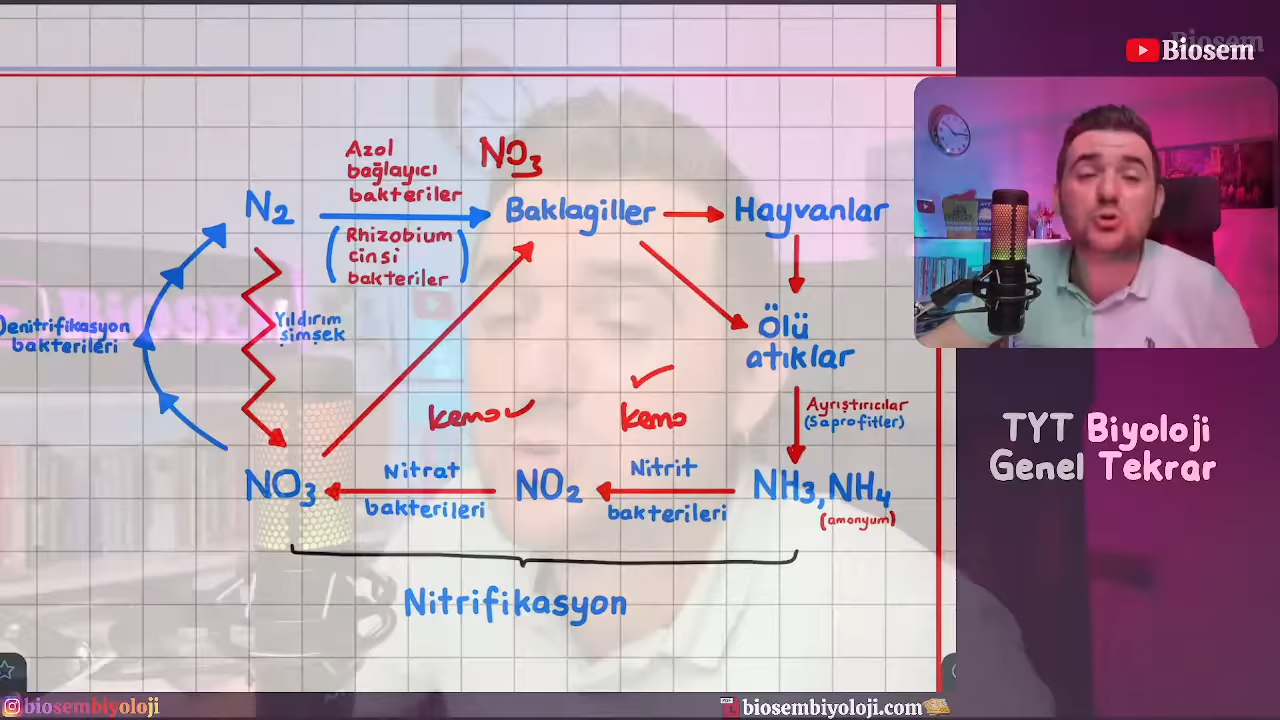 Biosem
Azol
bağlayıcı
bakteriler
NO3
N2
Baklagiller
Hayvanlar
(Rhizobium
cinsi
bakteriler)
Denitrifikasyon
bakterileri
Yıldırım
şimşek
Ölü
atıklar
kemo
kemo
Ayrıştırıcılar
(Saprofitler)
TYT Biyoloji
Genel Tekrar
NO3
Nitrat
bakterileri
NO2
Nitrit
bakterileri
NH3, NH4
(amonyum)
Nitrifikasyon
biosembiyoloji
biosembiyoloji.com